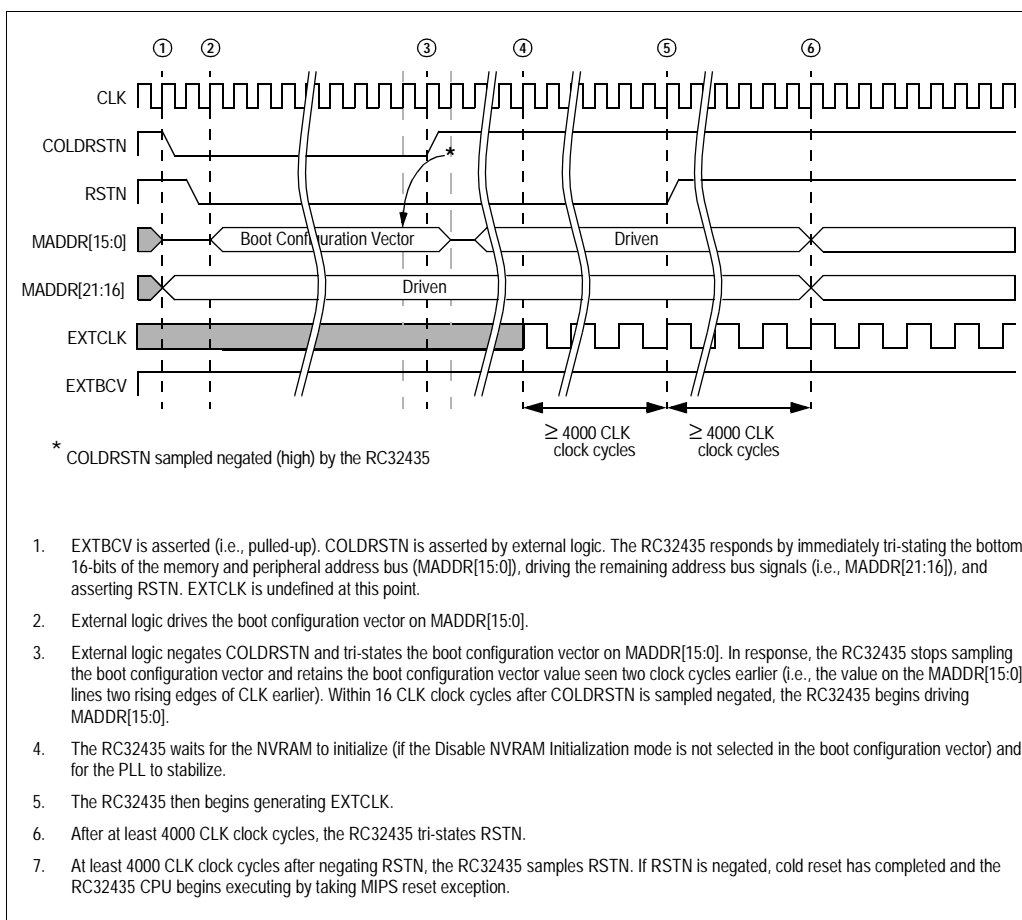 ① ② ③ ④ ⑤ ⑥
CLK
COLDRSTN
*
RSTN
MADDR[15:0] Boot Configuration Vector Driven
MADDR[21:16] Driven
EXTCLK
EXTBCV
≥ 4000 CLK clock cycles
≥ 4000 CLK clock cycles
* COLDRSTN sampled negated (high) by the RC32435
1. EXTBCV is asserted (i.e., pulled-up). COLDRSTN is asserted by external logic. The RC32435 responds by immediately tri-stating the bottom
16-bits of the memory and peripheral address bus (MADDR[15:0]), driving the remaining address bus signals (i.e., MADDR[21:16]), and
asserting RSTN. EXTCLK is undefined at this point.
2. External logic drives the boot configuration vector on MADDR[15:0].
3. External logic negates COLDRSTN and tri-states the boot configuration vector on MADDR[15:0]. In response, the RC32435 stops sampling
the boot configuration vector and retains the boot configuration vector value seen two clock cycles earlier (i.e., the value on the MADDR[15:0]
lines two rising edges of CLK earlier). Within 16 CLK clock cycles after COLDRSTN is sampled negated, the RC32435 begins driving
MADDR[15:0].
4. The RC32435 waits for the NVRAM to initialize (if the Disable NVRAM Initialization mode is not selected in the boot configuration vector) and
for the PLL to stabilize.
5. The RC32435 then begins generating EXTCLK.
6. After at least 4000 CLK clock cycles, the RC32435 tri-states RSTN.
7. At least 4000 CLK clock cycles after negating RSTN, the RC32435 samples RSTN. If RSTN is negated, cold reset has completed and the
RC32435 CPU begins executing by taking MIPS reset exception.